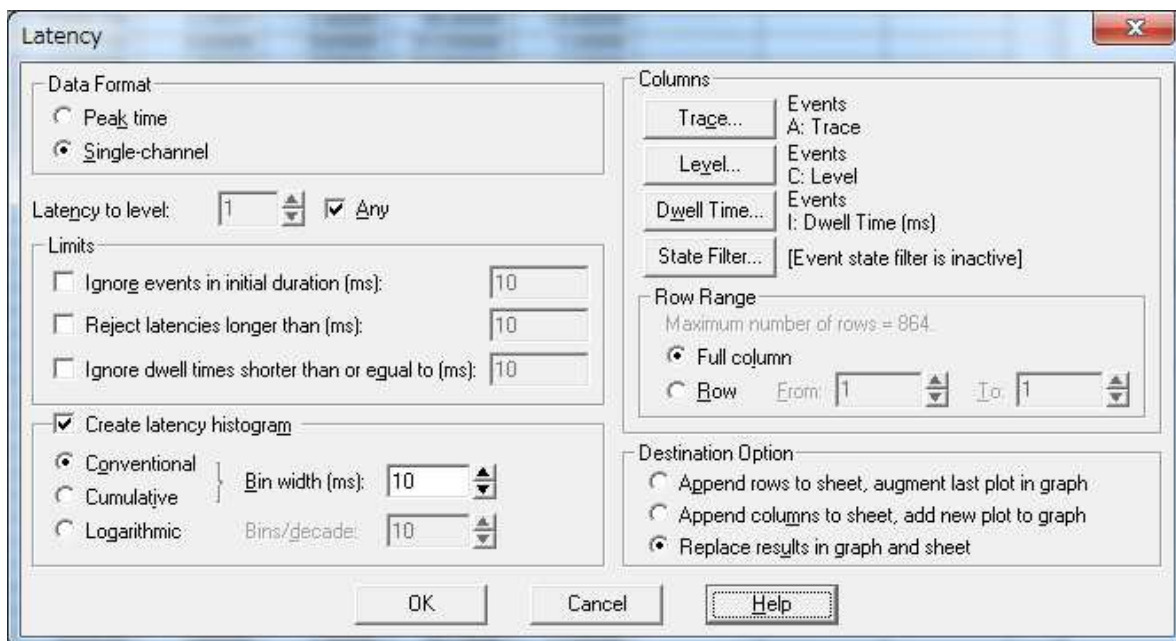 Latency
Data Format
Peak time
Single-channel
Latency to level: 1 Any
Limits
Ignore events in initial duration (ms): 10
Reject latencies longer than (ms): 10
Ignore dwell times shorter than or equal to (ms): 10
Create latency histogram
Conventional
Cumulative
Bin width (ms): 10
Logarithmic
Bins/decade: 10
Columns
Trace... Events
A: Trace
Level... Events
C: Level
Dwell Time... Events
I: Dwell Time (ms)
State Filter... [Event state filter is inactive]
Row Range
Maximum number of rows = 864.
Full column
Row From: 1 To: 1
Destination Option
Append rows to sheet, augment last plot in graph
Append columns to sheet, add new plot to graph
Replace results in graph and sheet
OK Cancel Help